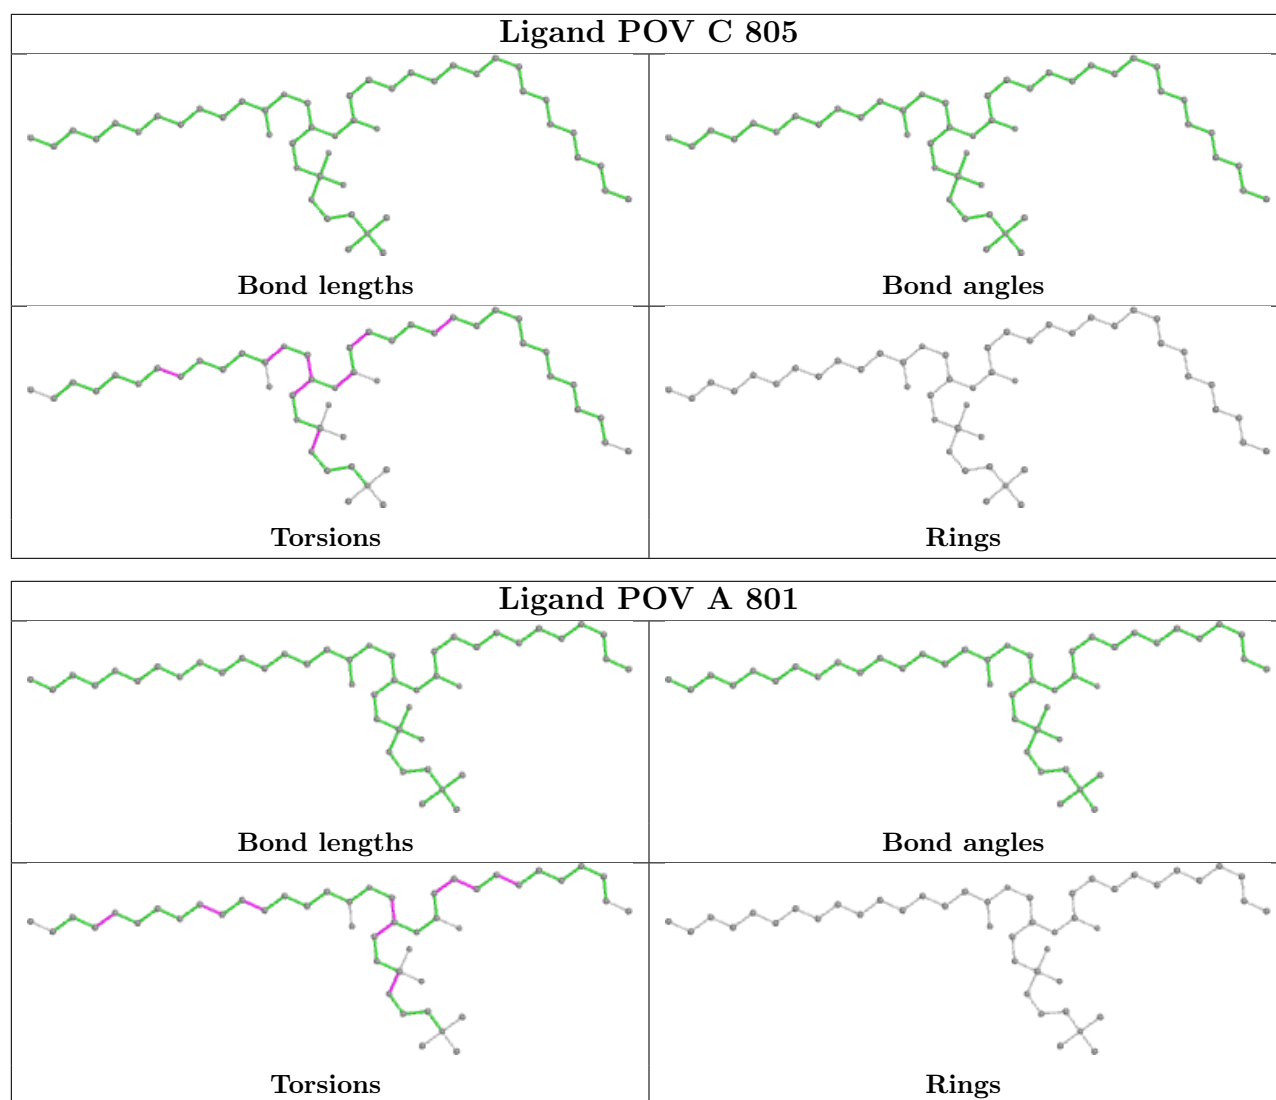 Ligand POV C 805
Bond lengths
Bond angles
Torsions
Rings
Ligand POV A 801
Bond lengths
Bond angles
Torsions
Rings